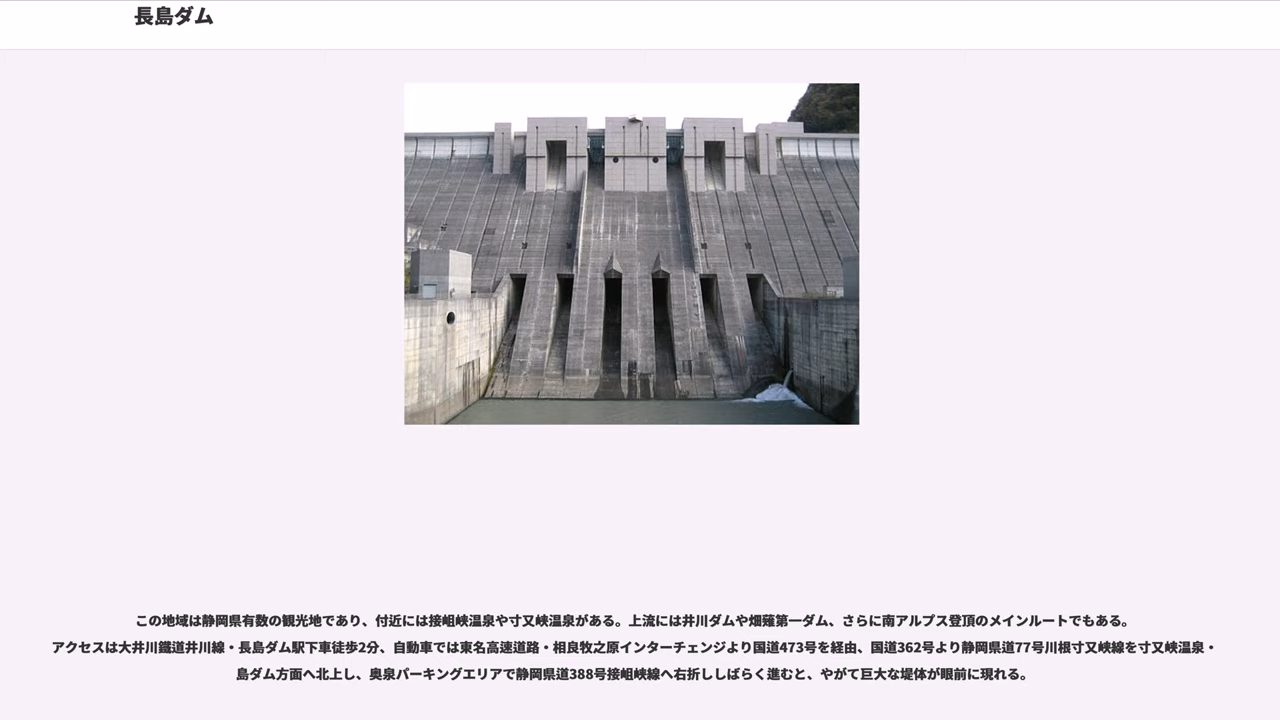 長島ダム
この地域は静岡県有数の観光地であり、付近には接岨峡温泉や寸又峡温泉がある。上流には井川ダムや畑薙第一ダム、さらに南アルプス登頂のメインルートでもある。
アクセスは大井川鐵道井川線・長島ダム駅下車徒歩2分、自動車では東名高速道路・相良牧之原インターチェンジより国道473号を経由、国道362号より静岡県道77号川根寸又峡線を寸又峡温泉・
島ダム方面へ北上し、奥泉パーキングエリアで静岡県道388号接岨峡線へ右折ししばらく進むと、やがて巨大な堤体が眼前に現れる。